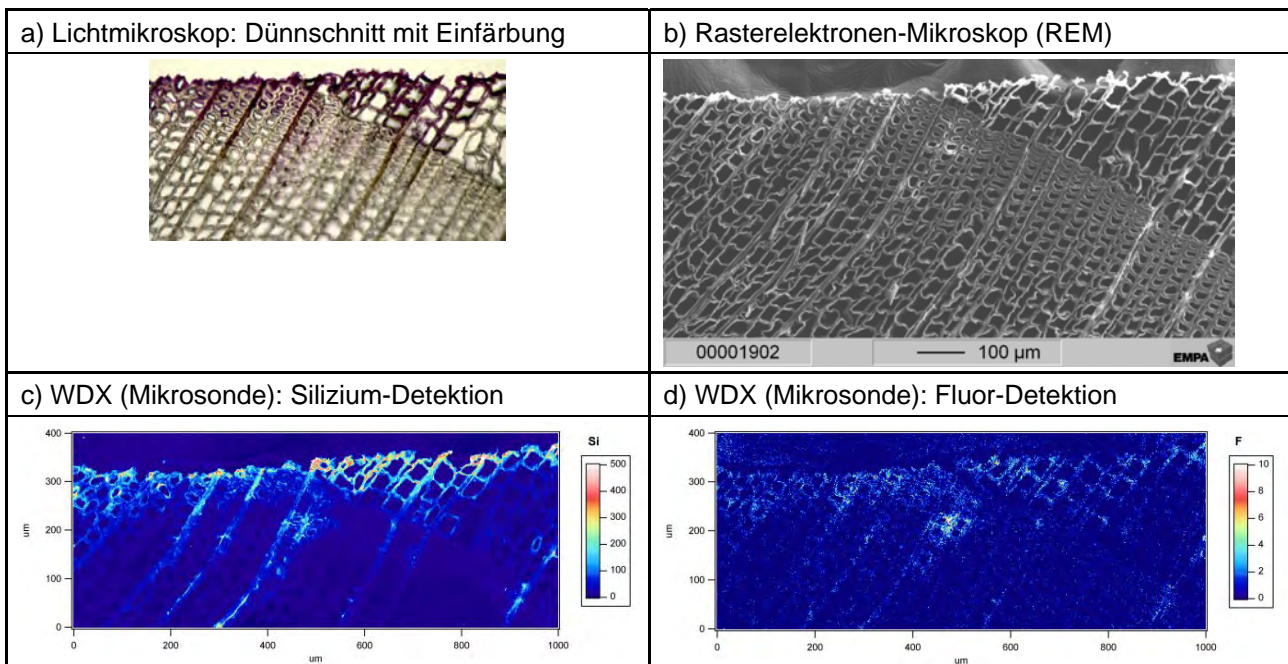 a) Lichtmikroskop: Dünnschnitt mit Einfärbung
b) Rasterelektronen-Mikroskop (REM)
00001902
100 µm
EMPA
c) WDX (Mikrosonde): Silizium-Detektion
d) WDX (Mikrosonde): Fluor-Detektion
400
300
200
100
0
um
0
200
400
600
800
1000
um
Si
500
400
300
200
100
0
400
300
200
100
0
um
0
200
400
600
800
1000
um
F
10
8
6
4
2
0